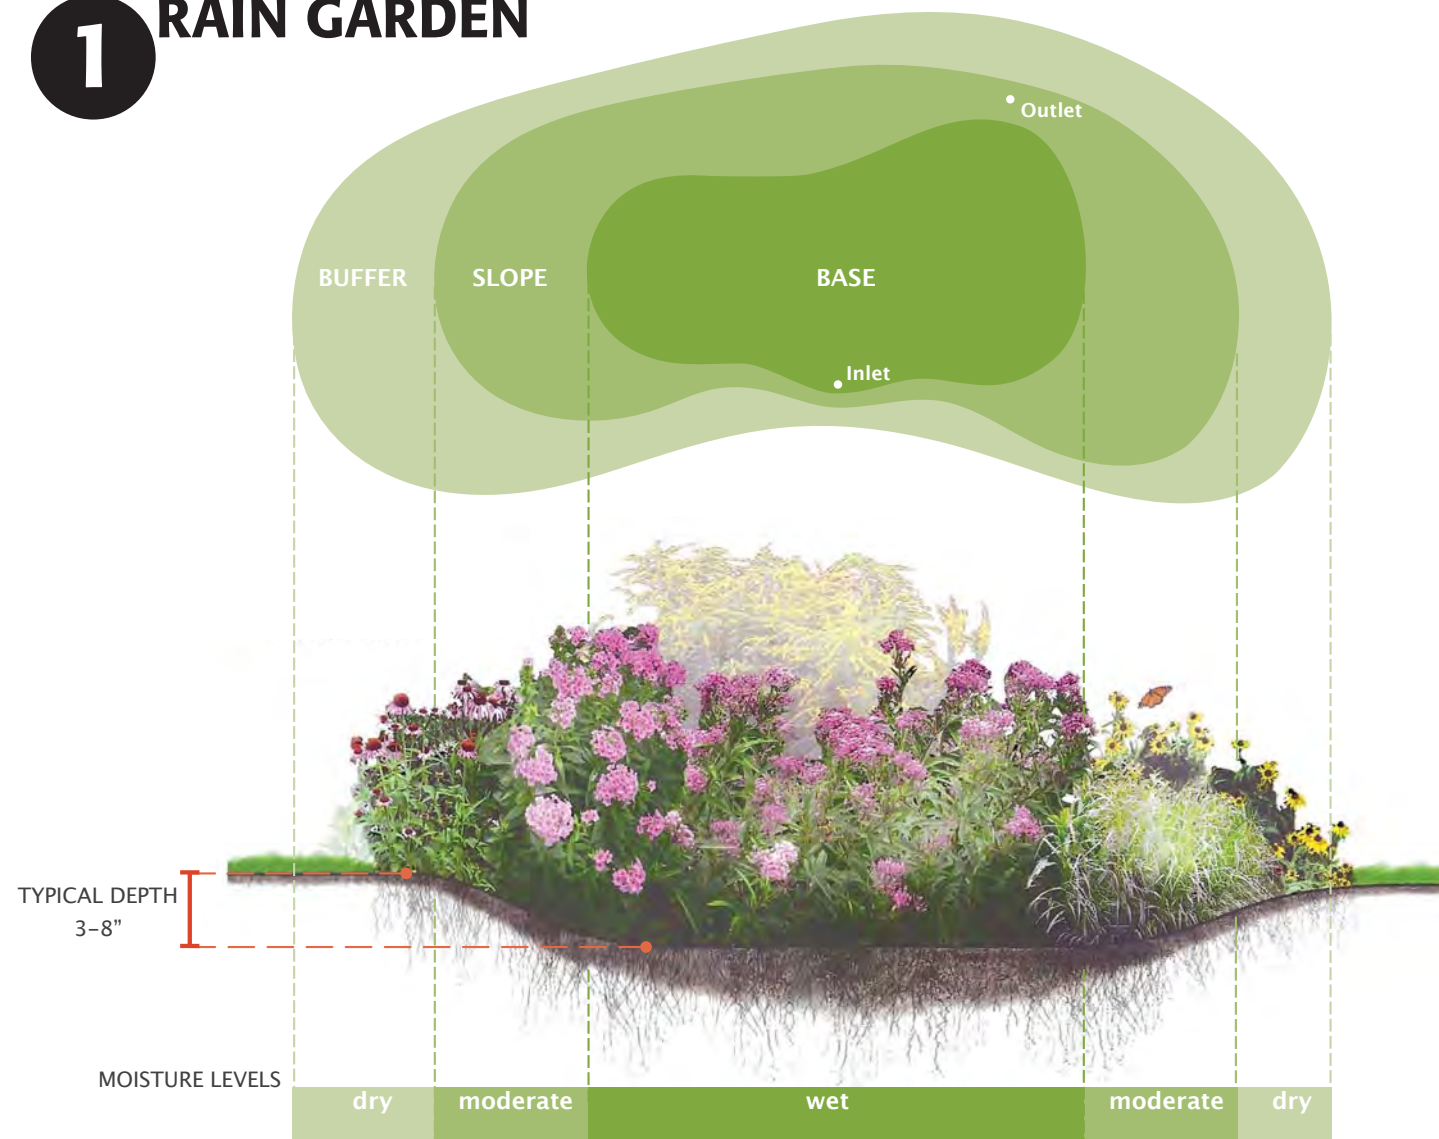 1 RAIN GARDEN
Outlet
BUFFER SLOPE BASE
Inlet
TYPICAL DEPTH
3–8”
MOISTURE LEVELS
dry moderate wet moderate dry